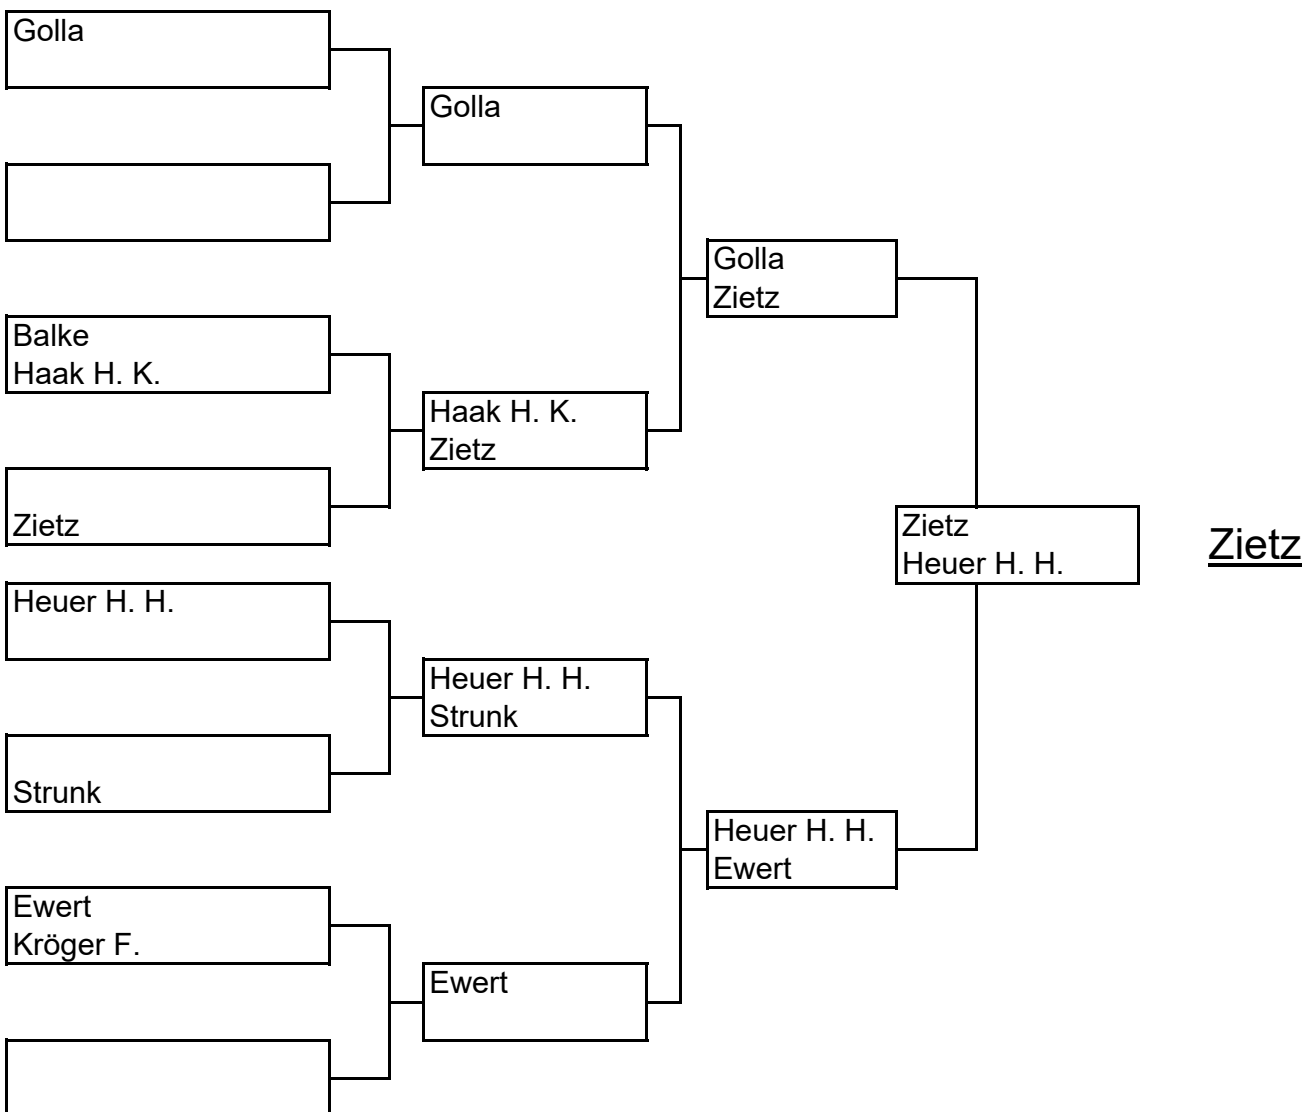 Golla
Golla
Golla
Zietz
Balke
Haak H. K.
Haak H. K.
Zietz
Zietz
Zietz
Heuer H. H.
Zietz
Heuer H. H.
Heuer H. H.
Strunk
Strunk
Heuer H. H.
Ewert
Ewert
Kröger F.
Ewert